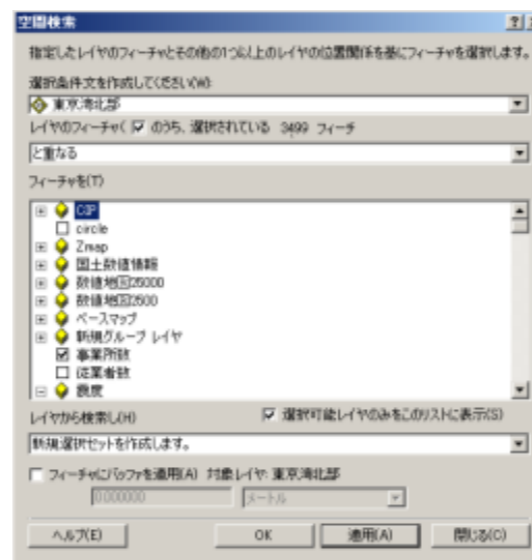 空間検索
指定したレイヤのフィーチャとその他の1つ以上のレイヤの位置関係を基にフィーチャを選択します。
選択条件文を作成してください(W):
東京湾北部
レイヤのフィーチャ( のうち、選択されている 3499 フィーチ
と重なる
フィーチャを(T)
CIP
circle
Zmap
国土数値情報
数値地図25000
数値地図2500
ベースマップ
新規グループ レイヤ
事業所数
従業者数
震度
レイヤから検索し(H) 選択可能レイヤのみをこのリストに表示(S)
新規選択セットを作成します。
フィーチャにバッファを適用(A) 対象レイヤ: 東京湾北部
0.000000 メートル
ヘルプ(E) OK 適用(A) 閉じる(C)